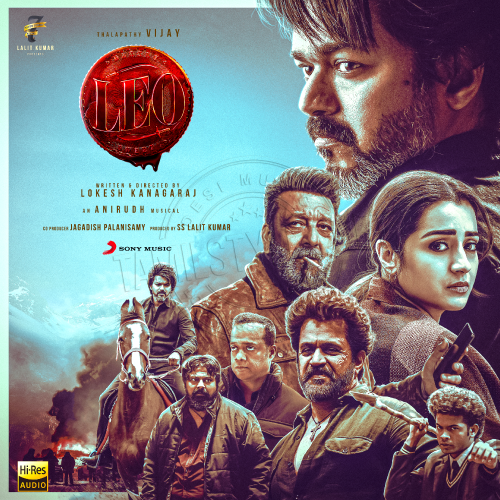 7
LALIT KUMAR
THALAPATHY VIJAY
LEO
WRITTEN & DIRECTED BY
LOKESH KANAGARAJ
AN ANIRUDH MUSICAL
CO PRODUCER JAGADISH PALANISAMY PRODUCED BY SS LALIT KUMAR
SONY MUSIC
Hi-Res
AUDIO